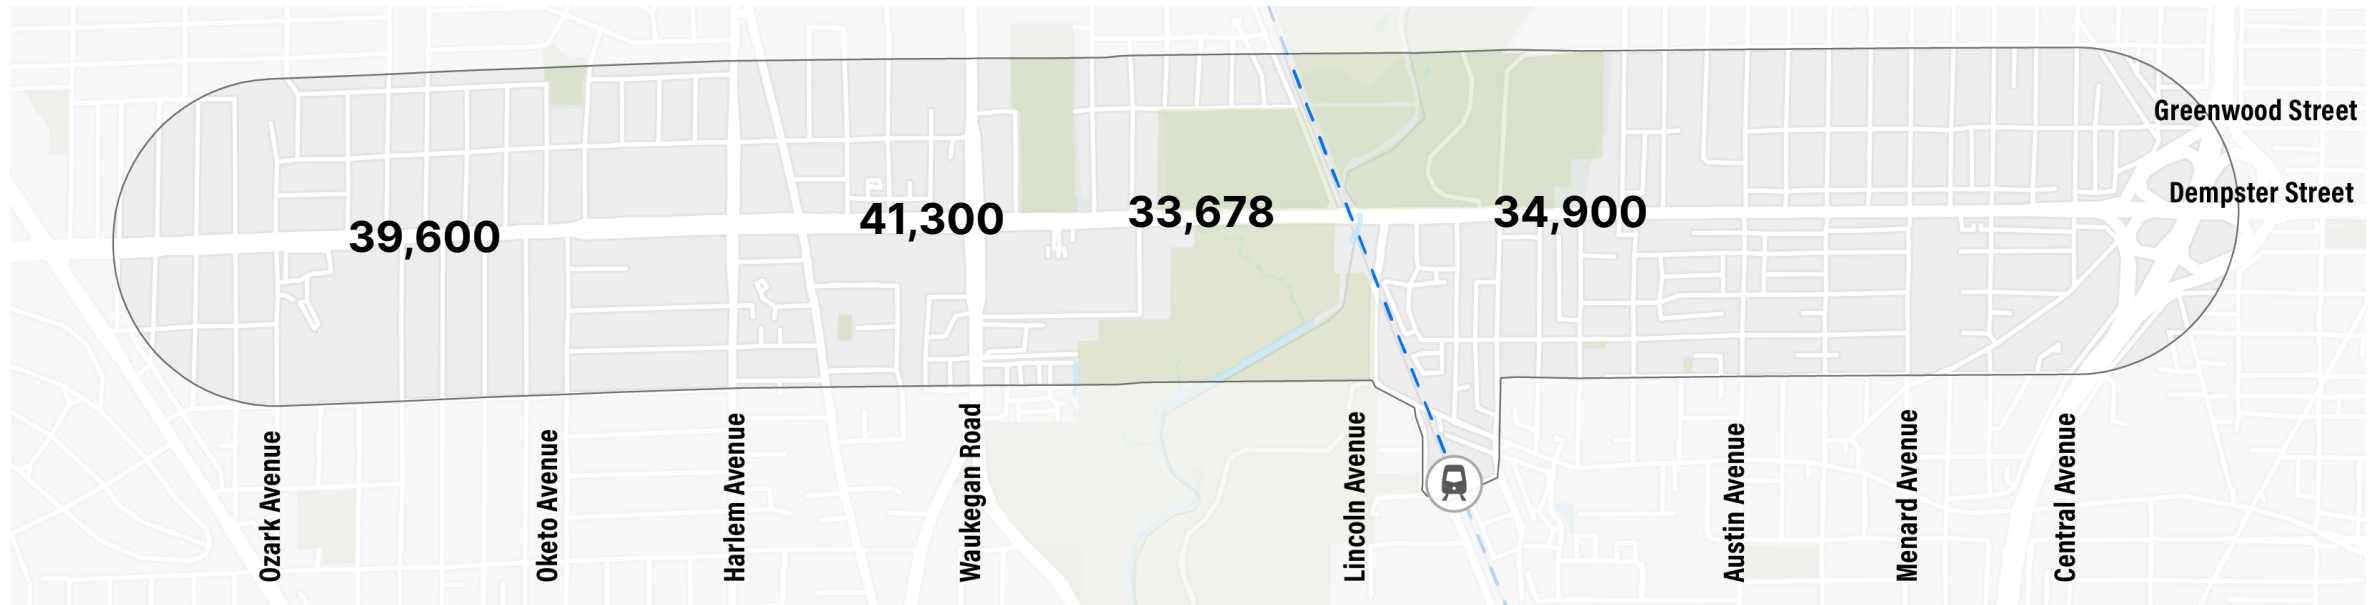 Greenwood Street
Dempster Street
39,600
41,300
33,678
34,900
Ozark Avenue
Oketo Avenue
Harlem Avenue
Waukegan Road
Lincoln Avenue
Austin Avenue
Menard Avenue
Central Avenue